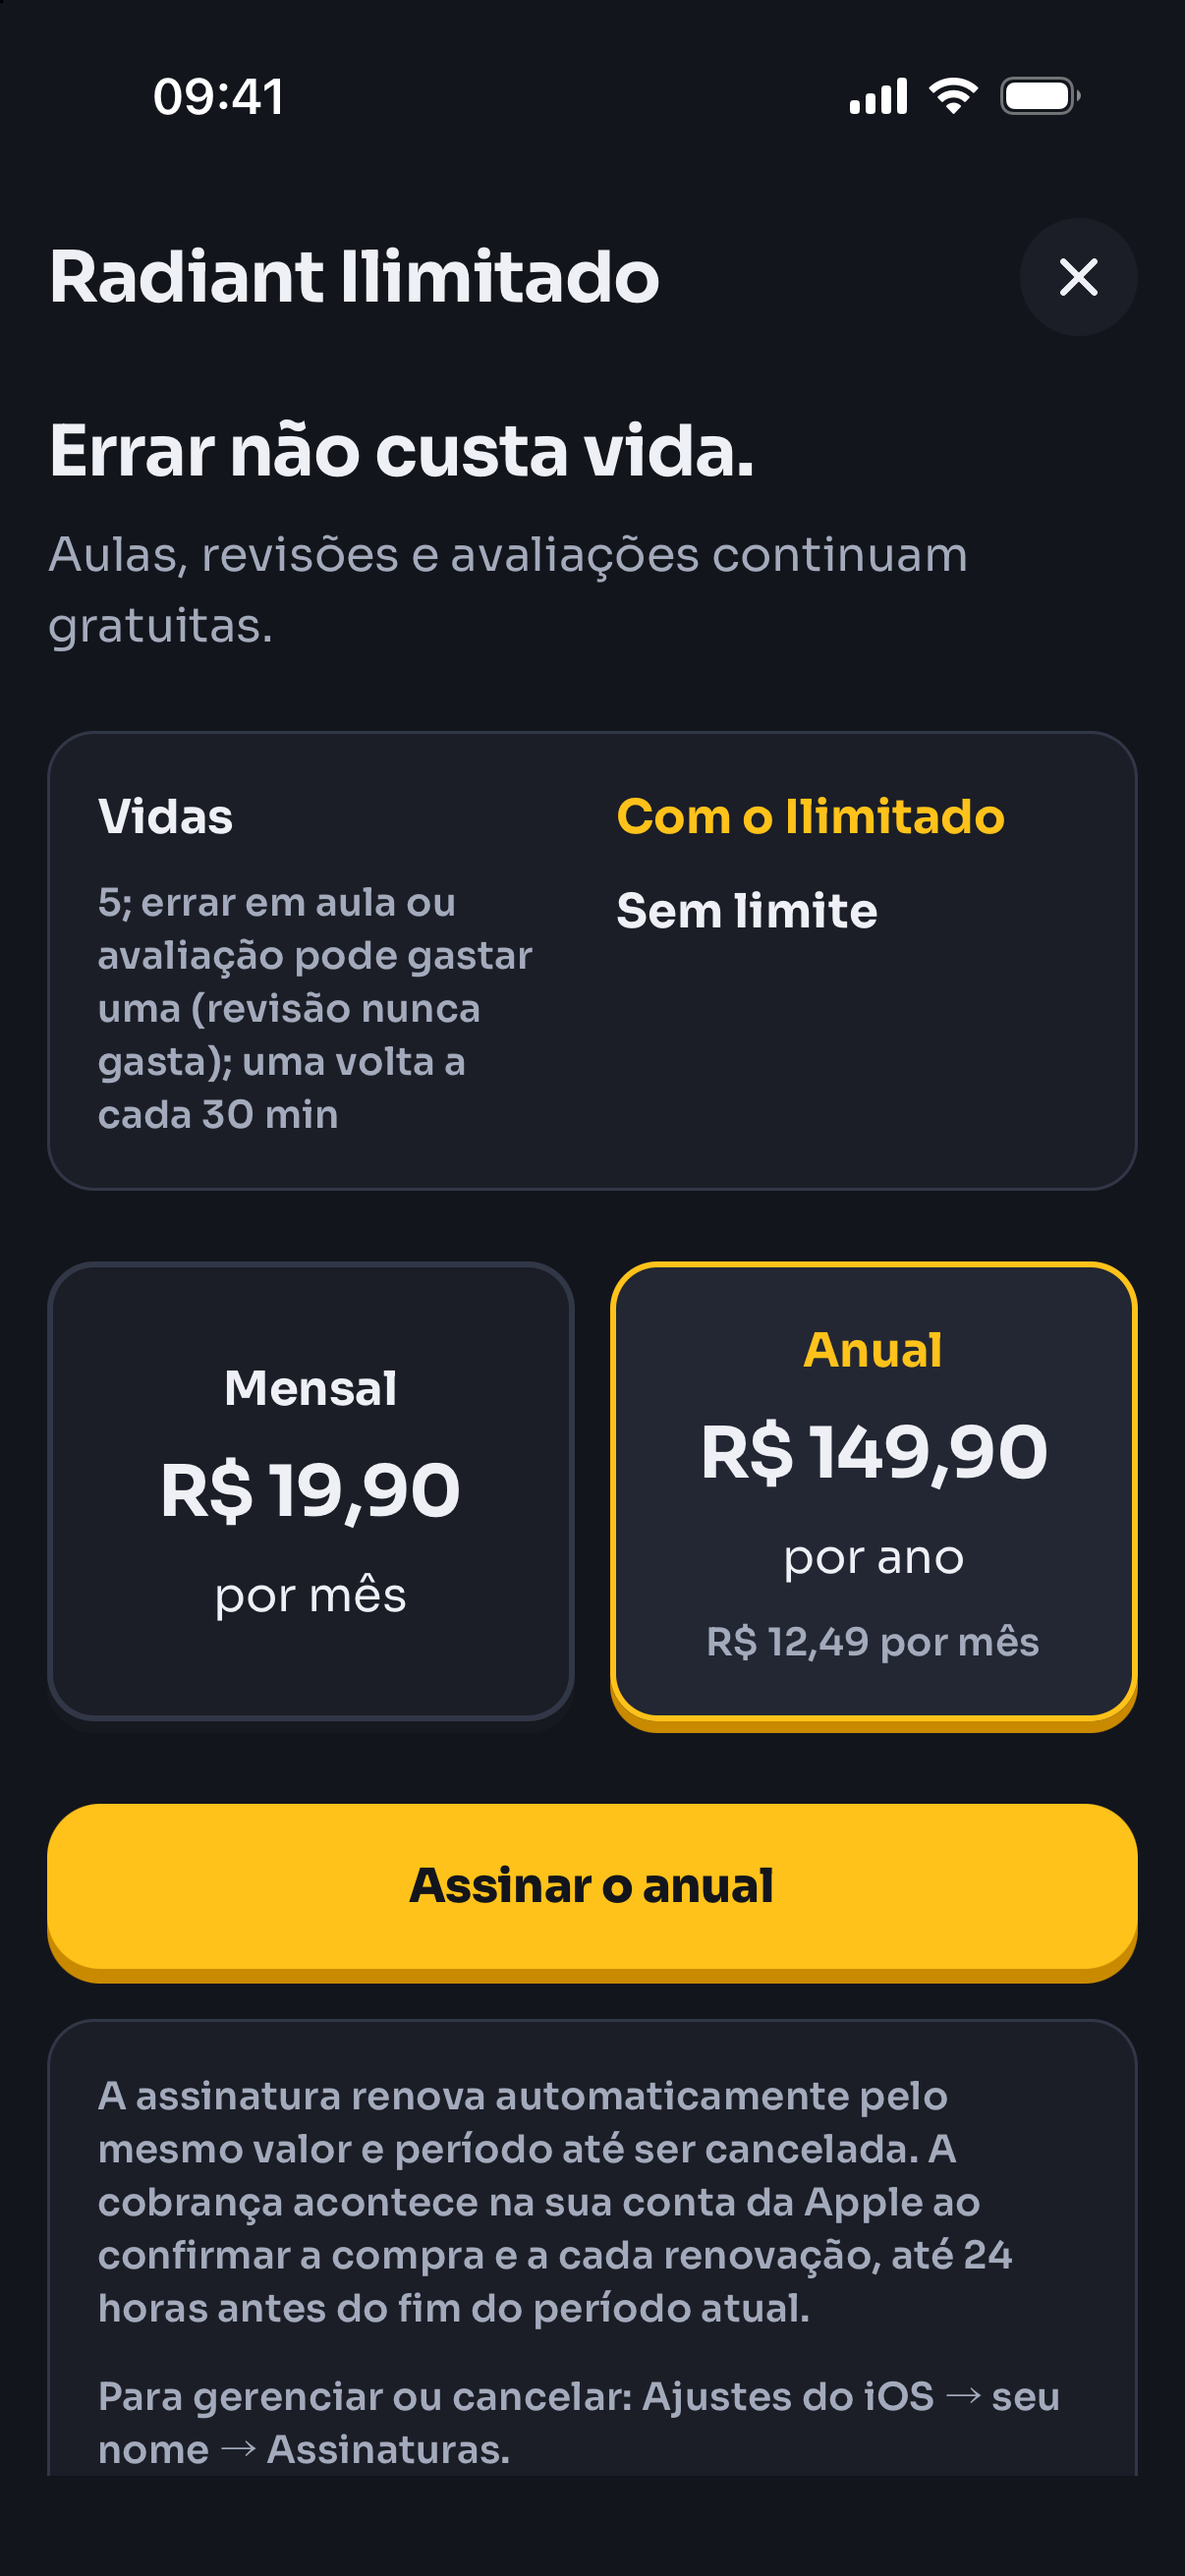 09:41
Radiant Ilimitado
Errar não custa vida.
Aulas, revisões e avaliações continuam
gratuitas.
Vidas
5; errar em aula ou
avaliação pode gastar
uma (revisão nunca
gasta); uma volta a
cada 30 min
Com o Ilimitado
Sem limite
Mensal
R$ 19,90
por mês
Anual
R$ 149,90
por ano
R$ 12,49 por mês
Assinar o anual
A assinatura renova automaticamente pelo
mesmo valor e período até ser cancelada. A
cobrança acontece na sua conta da Apple ao
confirmar a compra e a cada renovação, até 24
horas antes do fim do período atual.
Para gerenciar ou cancelar: Ajustes do iOS → seu
nome → Assinaturas.